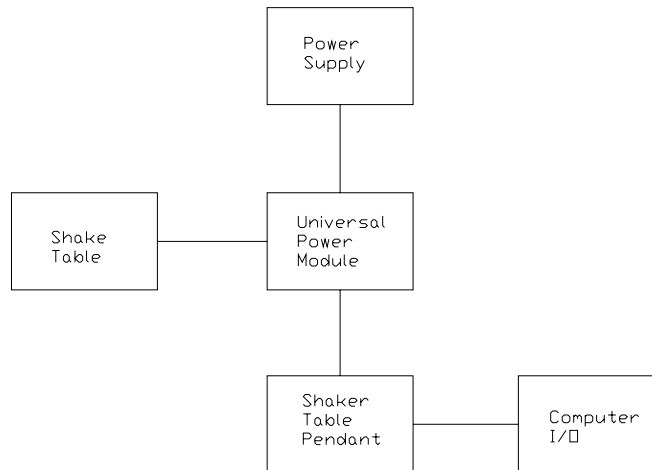 Power
Supply
Shake
Table
Universal
Power
Module
Shaker
Table
Pendant
Computer
I/O